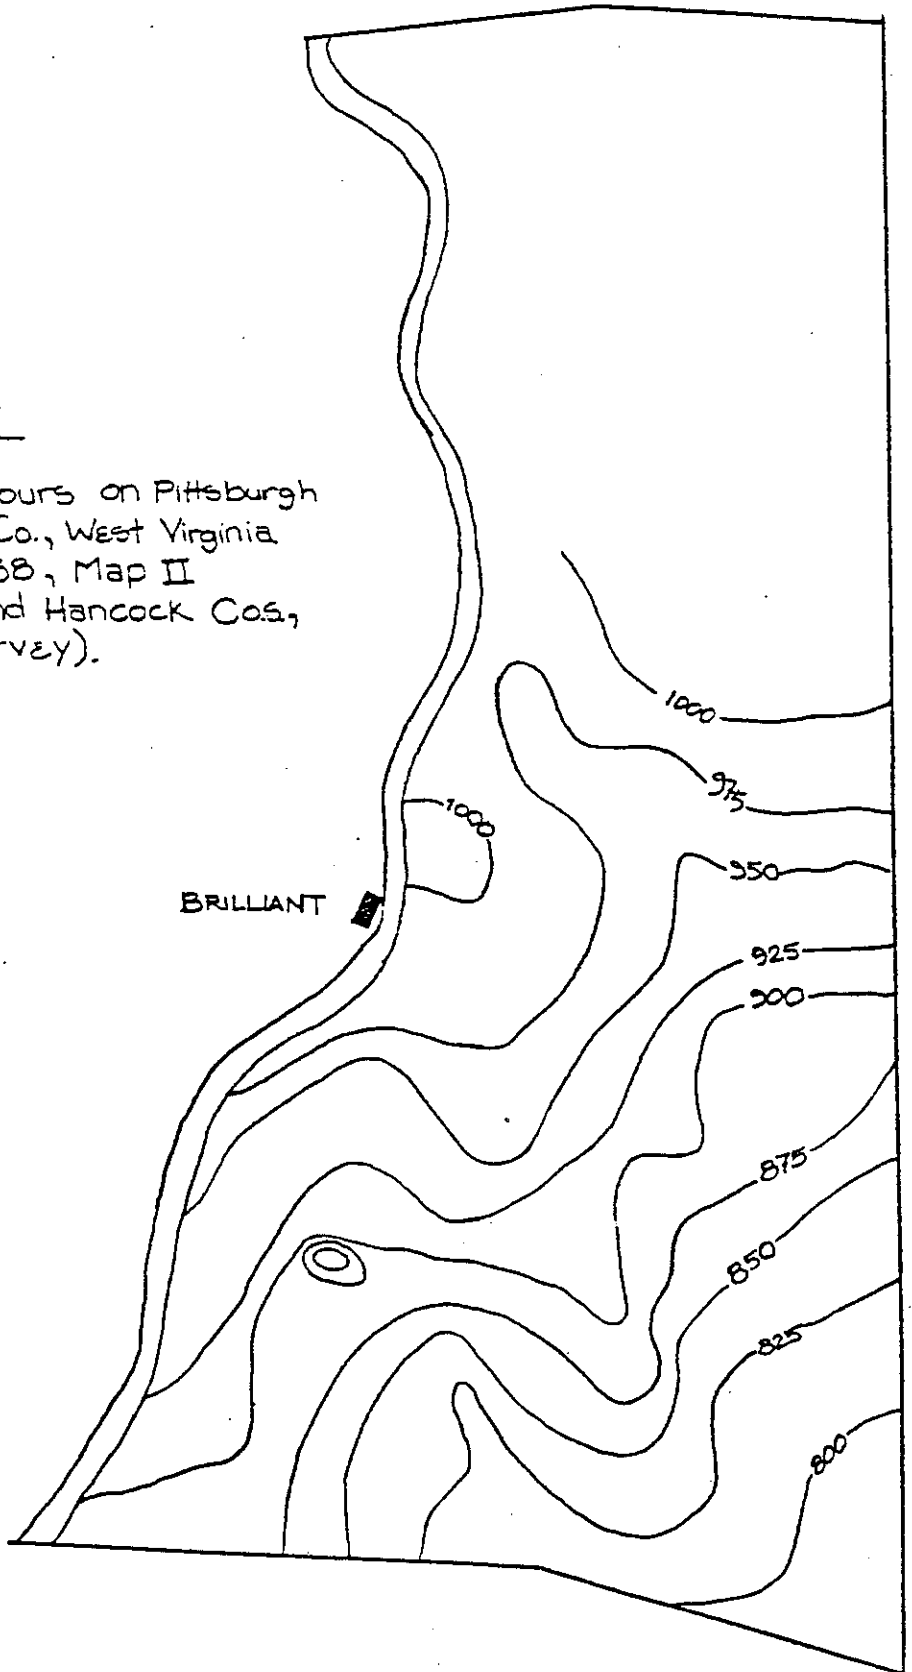 ours on Pittsburgh
Co., West Virginia
38, Map II
nd Hancock Cos.,
rvey).
1000
975
1000
950
BRILLIANT
925
900
875
850
825
800